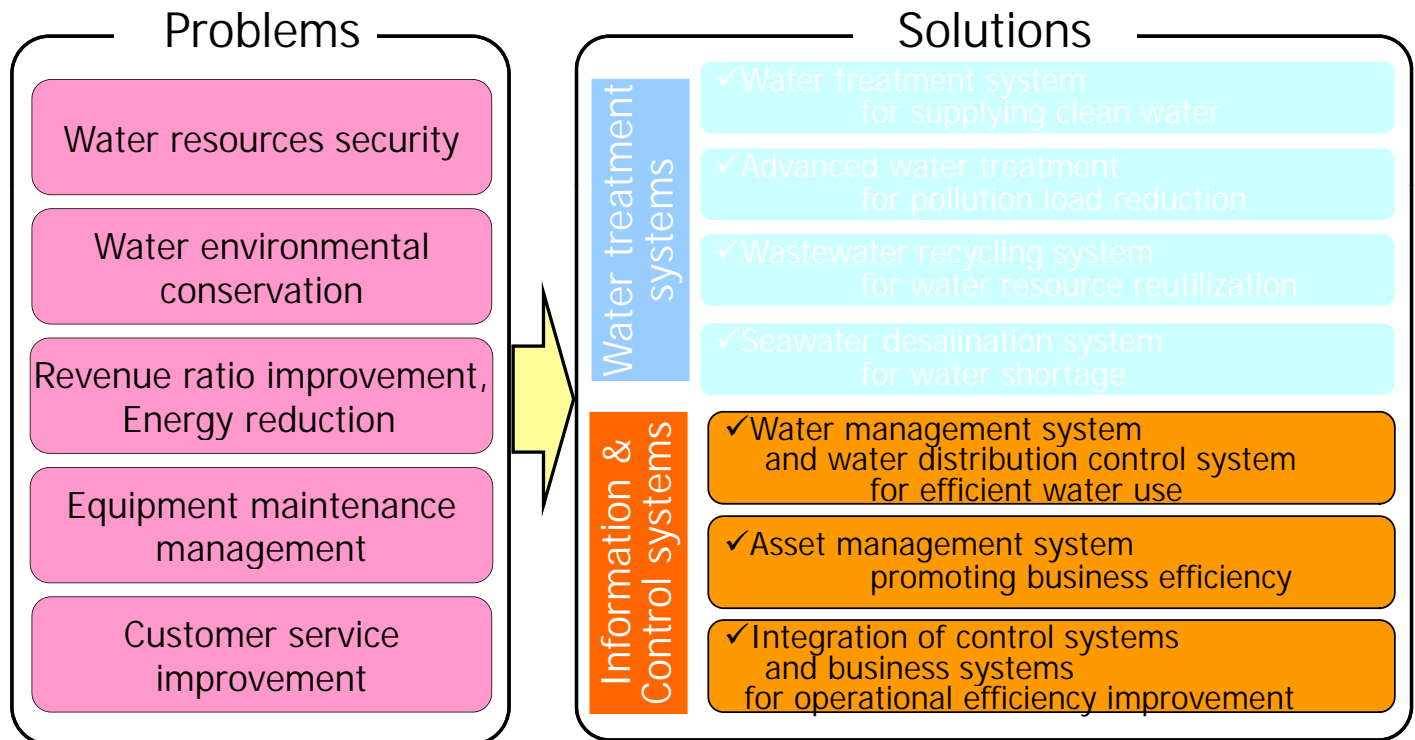 Problems
Water resources security
Water environmental
conservation
Revenue ratio improvement,
Energy reduction
Equipment maintenance
management
Customer service
improvement
Solutions
Water treatment
systems
✓Water treatment system
for supplying clean water
✓Advanced water treatment
for pollution load reduction
✓Wastewater recycling system
for water resource reutilization
✓Seawater desalination system
for water shortage
Information &
Control systems
✓Water management system
and water distribution control system
for efficient water use
✓Asset management system
promoting business efficiency
✓Integration of control systems
and business systems
for operational efficiency improvement